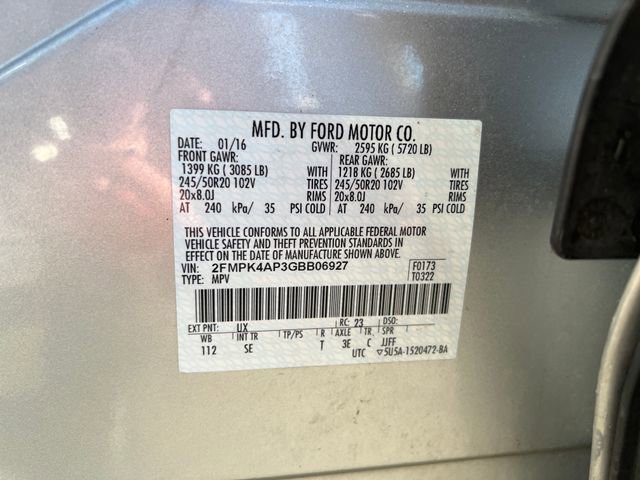 MFD. BY FORD MOTOR CO.
DATE: 01/16 GVWR: 2595 KG ( 5720 LB)
FRONT GAWR: REAR GAWR:
1399 KG ( 3085 LB) WITH 1218 KG ( 2685 LB) WITH
245/50R20 102V TIRES 245/50R20 102V TIRES
20x8.0J RIMS 20x8.0J RIMS
AT 240 kPa/ 35 PSI COLD AT 240 kPa/ 35 PSI COLD
THIS VEHICLE CONFORMS TO ALL APPLICABLE FEDERAL MOTOR
VEHICLE SAFETY AND THEFT PREVENTION STANDARDS IN
EFFECT ON THE DATE OF MANUFACTURE SHOWN ABOVE.
VIN: 2FMPK4AP3GBB06927 F0173
TYPE: MPV T0322
EXT PNT: UX RC: 23 DSO:
WB INT TR TP/PS R AXLE TR SPR
112 SE T 3E C JJFF
UTC ▽5U5A-1520472-BA